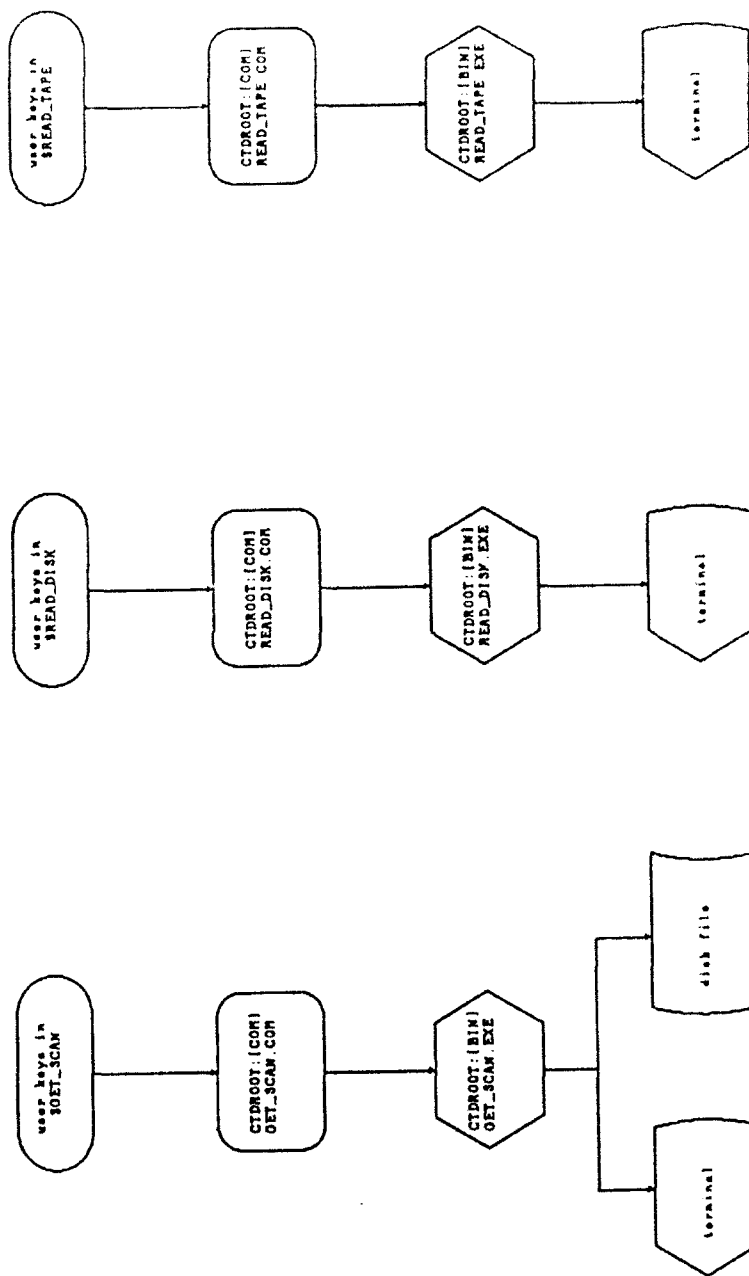 user keys in
$READ_TAPE
CTDROOT:[COM]
READ_TAPE.COM
CTDROOT:[BIN]
READ_TAPE.EXE
terminal
user keys in
$READ_DISK
CTDROOT:[COM]
READ_DISK.COM
CTDROOT:[BIN]
READ_DISK.EXE
terminal
user keys in
$GET_SCAN
CTDROOT:[COM]
GET_SCAN.COM
CTDROOT:[BIN]
GET_SCAN.EXE
disk file
terminal